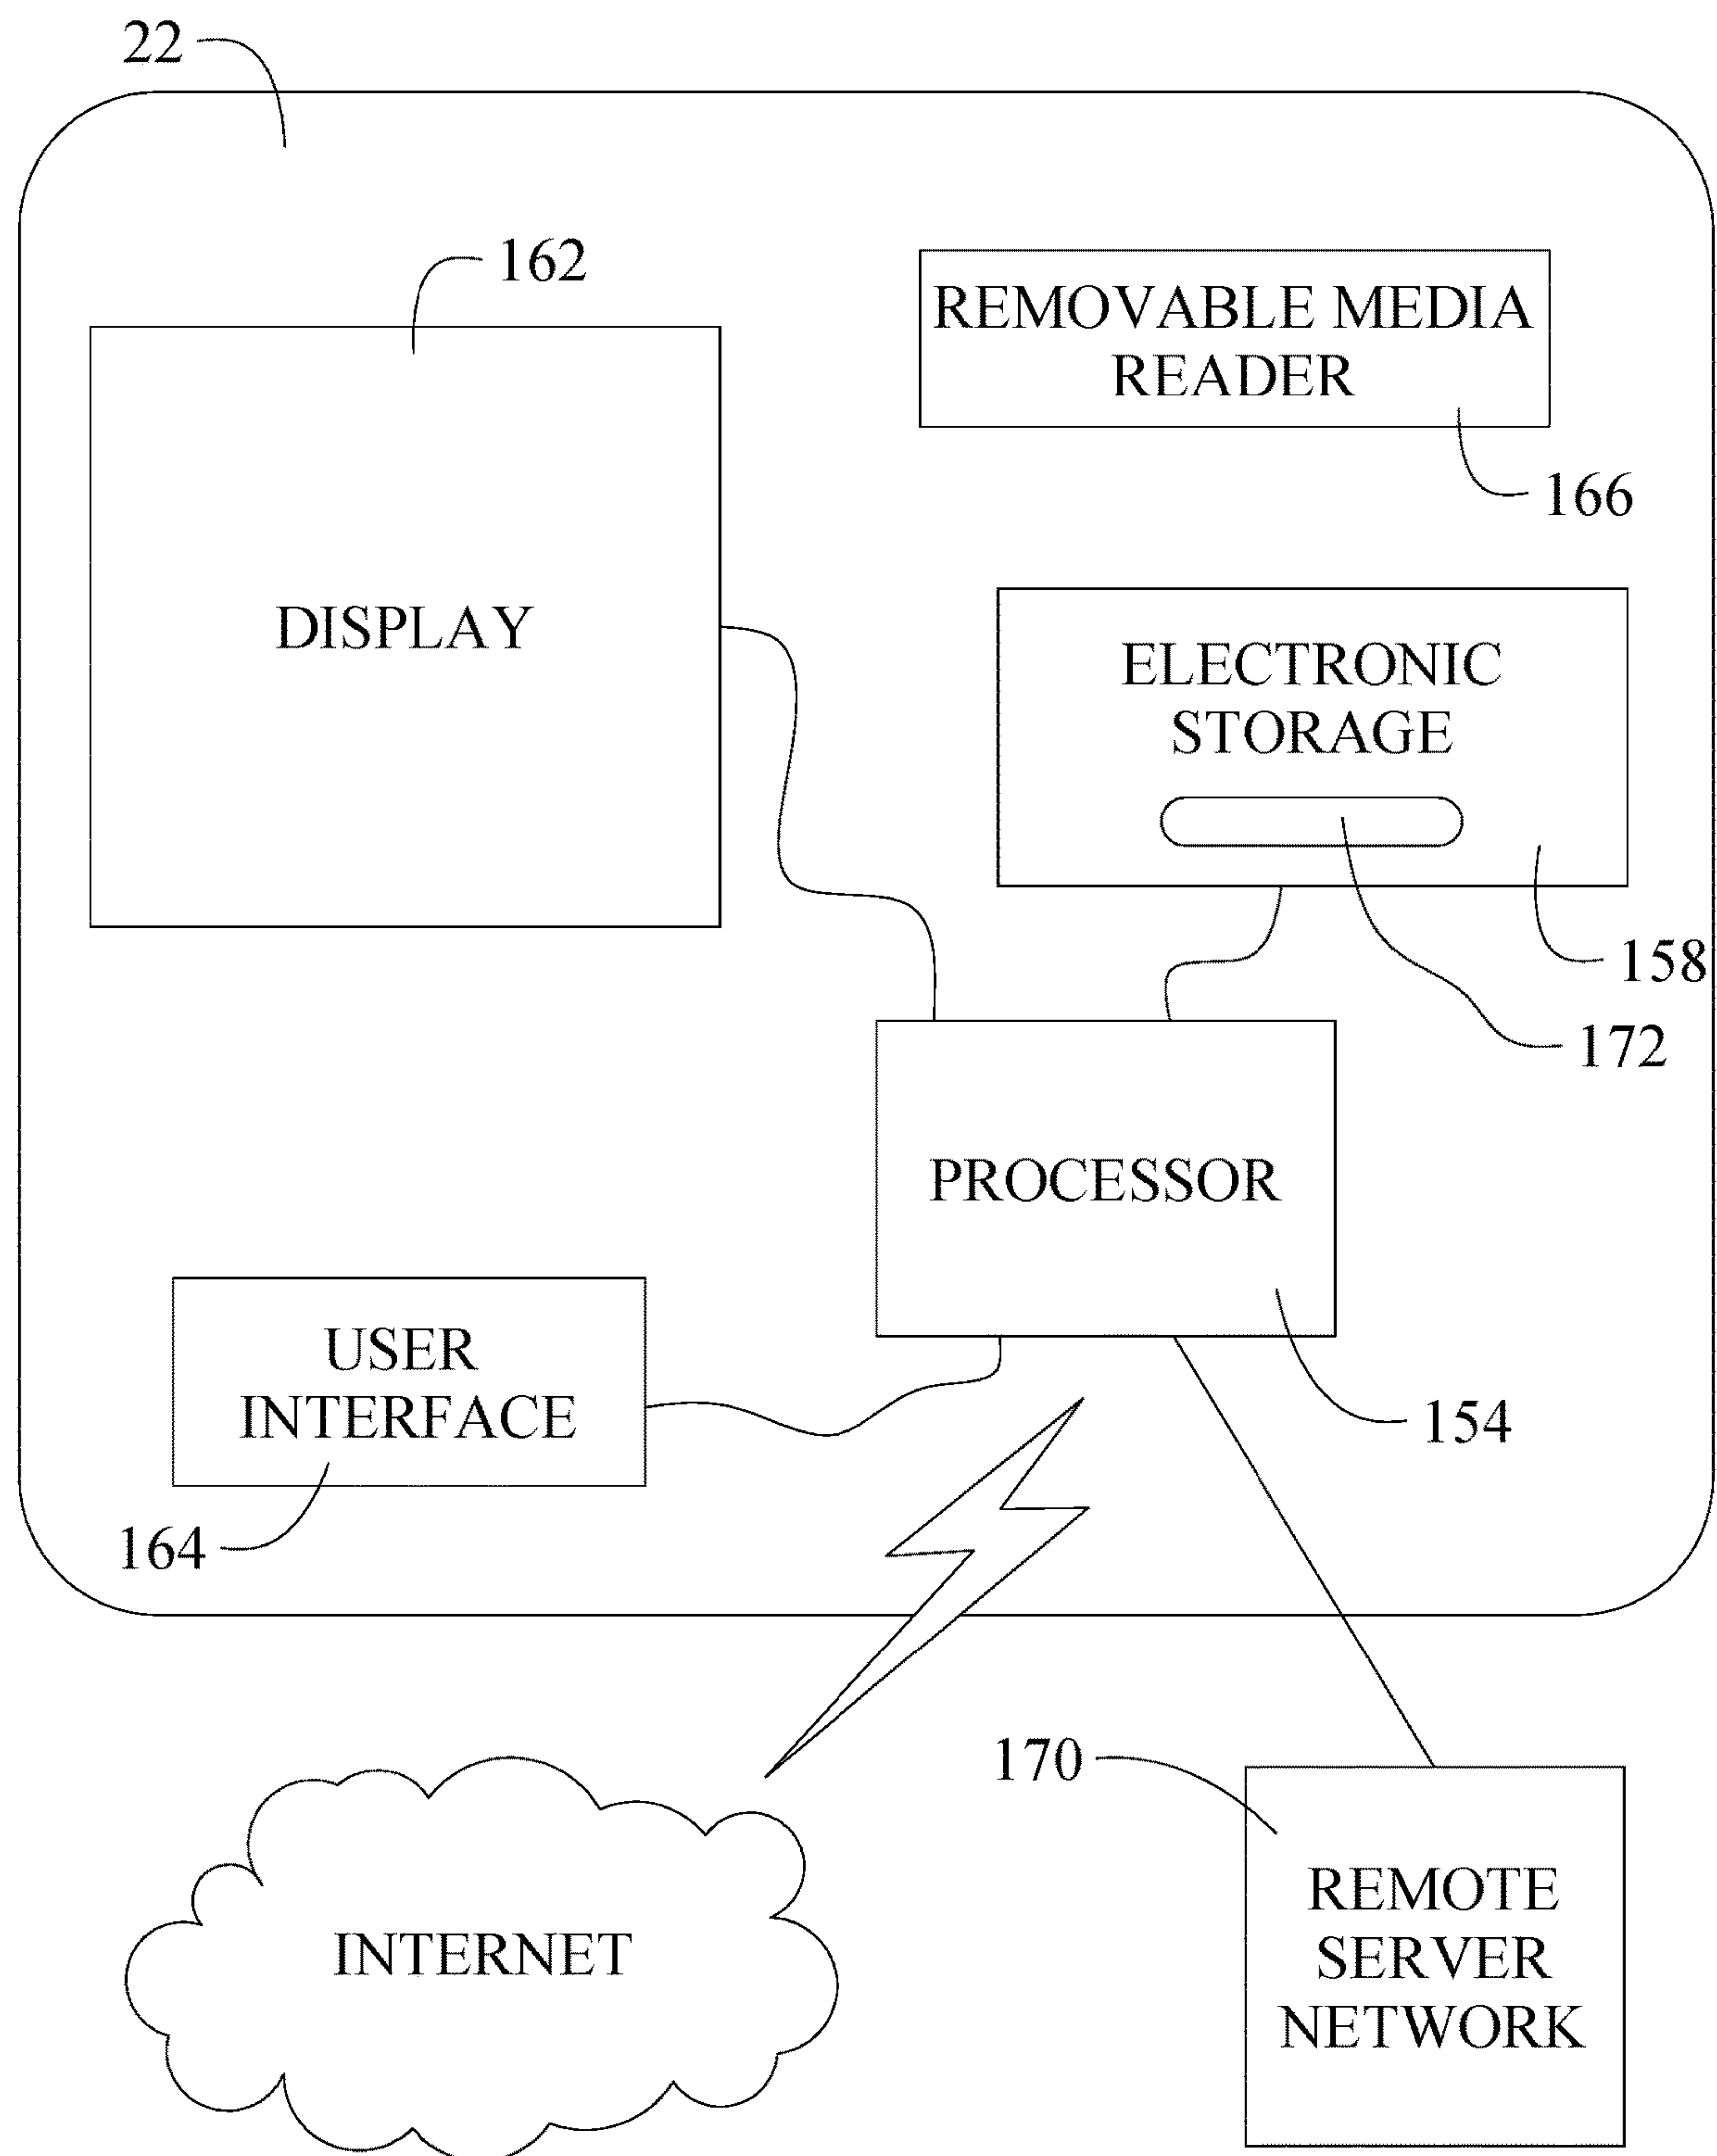 22
162
REMOVABLE MEDIA
READER
166
DISPLAY
ELECTRONIC
STORAGE
158
172
PROCESSOR
154
USER
INTERFACE
164
170
REMOTE
SERVER
NETWORK
INTERNET